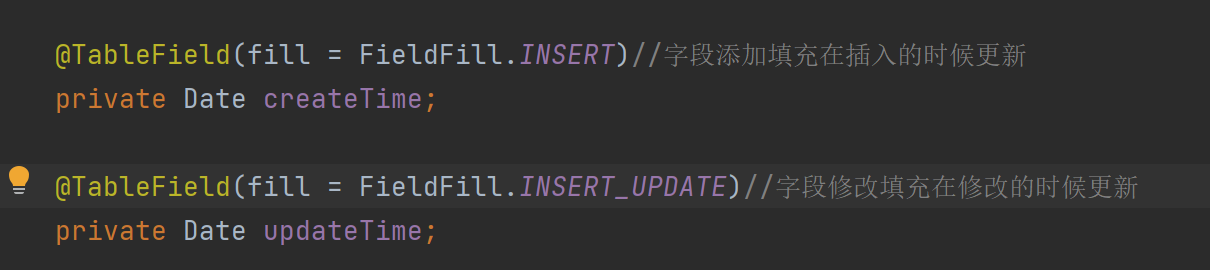 @TableField(fill = FieldFill.INSERT)//字段添加填充在插入的时候更新
private Date createTime;
@TableField(fill = FieldFill.INSERT_UPDATE)//字段修改填充在修改的时候更新
private Date updateTime;